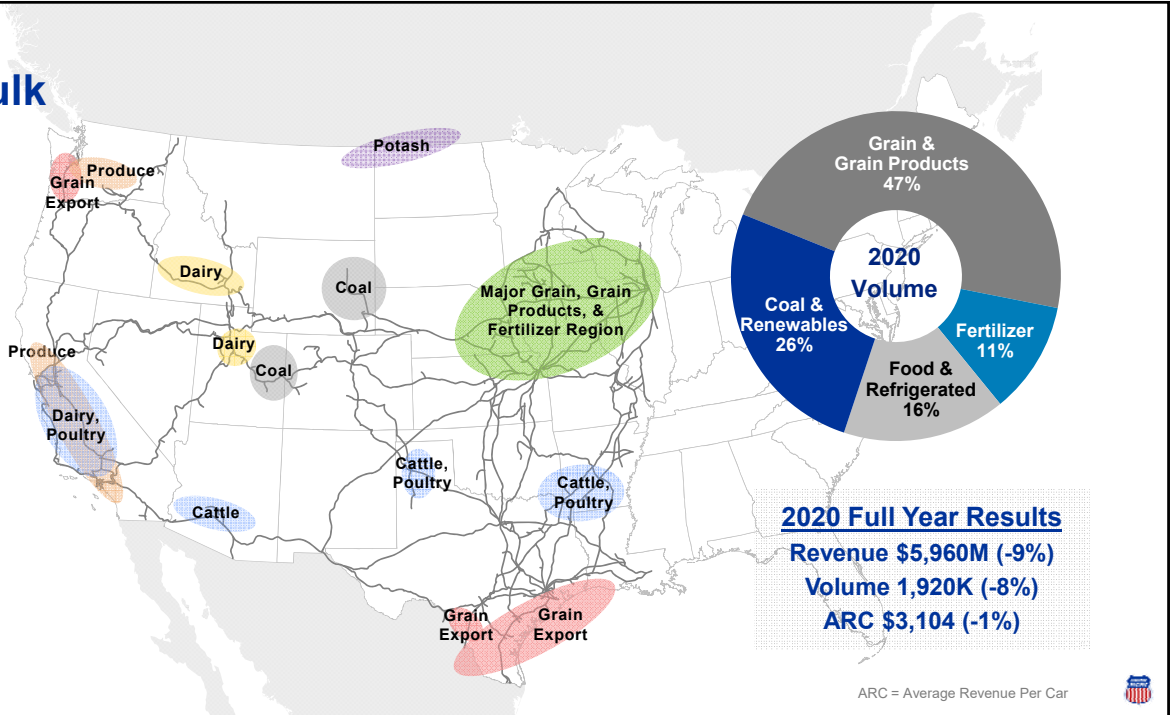 ulk
Potash
Produce
Grain
Export
Dairy
Coal
Major Grain, Grain
Products, &
Fertilizer Region
Produce
Dairy
Coal
Dairy,
Poultry
Cattle,
Poultry
Cattle,
Poultry
Cattle
Grain
Export
Grain
Export
Grain &
Grain Products
47%
2020
Volume
Coal &
Renewables
26%
Fertilizer
11%
Food &
Refrigerated
16%
2020 Full Year Results
Revenue $5,960M (-9%)
Volume 1,920K (-8%)
ARC $3,104 (-1%)
ARC = Average Revenue Per Car